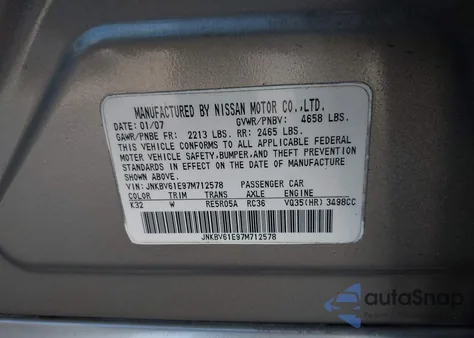 MANUFACTURED BY NISSAN MOTOR CO.,LTD.
DATE: 01/07 GVWR/PNBV: 4658 LBS.
GAWR/PNBE FR: 2213 LBS. RR: 2465 LBS.
THIS VEHICLE CONFORMS TO ALL APPLICABLE FEDERAL
MOTOR VEHICLE SAFETY, BUMPER, AND THEFT PREVENTION
STANDARDS IN EFFECT ON THE DATE OF MANUFACTURE
SHOWN ABOVE.
VIN: JNKBV61E97M712578 PASSENGER CAR
COLOR TRIM TRANS AXLE ENGINE
K32 W RE5R05A RC36 VQ35(HR) 3498CC
JNKBV61E97M712578
autoSnap